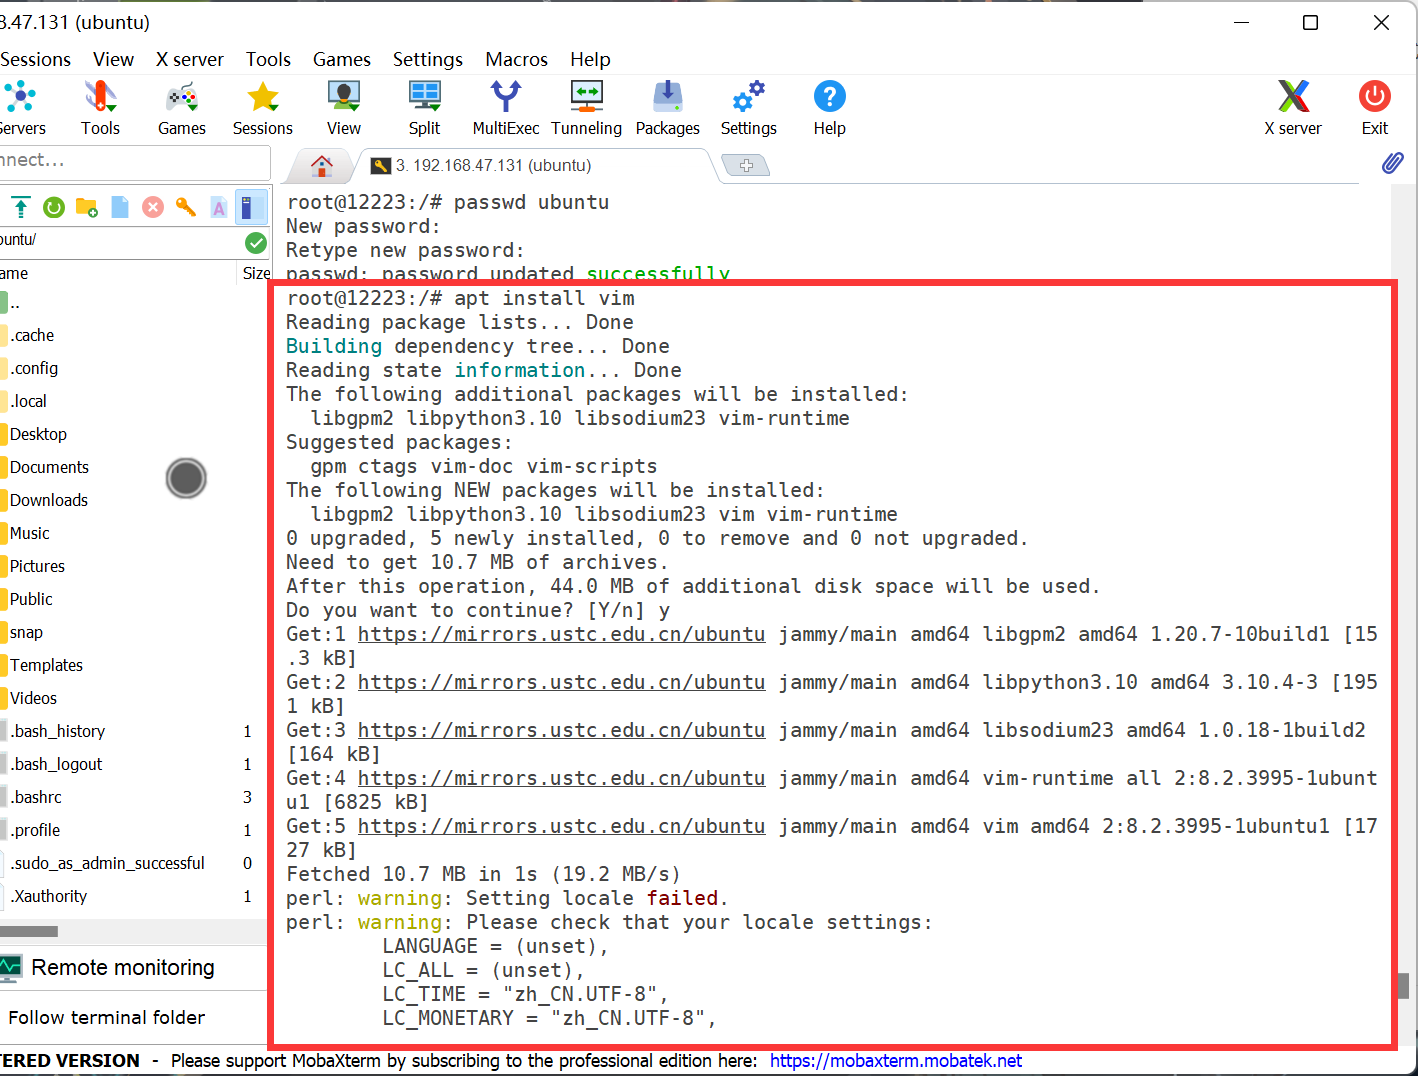 8.47.131 (ubuntu)
Sessions View X server Tools Games Settings Macros Help
Servers Tools Games Sessions View Split MultiExec Tunneling Packages Settings Help X server Exit
nnect...
3. 192.168.47.131 (ubuntu)
A
buntu/
ame Size
..
.cache
.config
.local
Desktop
Documents
Downloads
Music
Pictures
Public
snap
Templates
Videos
.bash_history 1
.bash_logout 1
.bashrc 3
.profile 1
.sudo_as_admin_successful 0
.Xauthority 1
Remote monitoring
Follow terminal folder
root@12223:/# passwd ubuntu
New password:
Retype new password:
passwd: password updated successfully
root@12223:/# apt install vim
Reading package lists... Done
Building dependency tree... Done
Reading state information... Done
The following additional packages will be installed:
libgpm2 libpython3.10 libsodium23 vim-runtime
Suggested packages:
gpm ctags vim-doc vim-scripts
The following NEW packages will be installed:
libgpm2 libpython3.10 libsodium23 vim vim-runtime
0 upgraded, 5 newly installed, 0 to remove and 0 not upgraded.
Need to get 10.7 MB of archives.
After this operation, 44.0 MB of additional disk space will be used.
Do you want to continue? [Y/n] y
Get:1 https://mirrors.ustc.edu.cn/ubuntu jammy/main amd64 libgpm2 amd64 1.20.7-10build1 [15
.3 kB]
Get:2 https://mirrors.ustc.edu.cn/ubuntu jammy/main amd64 libpython3.10 amd64 3.10.4-3 [195
1 kB]
Get:3 https://mirrors.ustc.edu.cn/ubuntu jammy/main amd64 libsodium23 amd64 1.0.18-1build2
[164 kB]
Get:4 https://mirrors.ustc.edu.cn/ubuntu jammy/main amd64 vim-runtime all 2:8.2.3995-1ubunt
u1 [6825 kB]
Get:5 https://mirrors.ustc.edu.cn/ubuntu jammy/main amd64 vim amd64 2:8.2.3995-1ubuntu1 [17
27 kB]
Fetched 10.7 MB in 1s (19.2 MB/s)
perl: warning: Setting locale failed.
perl: warning: Please check that your locale settings:
LANGUAGE = (unset),
LC_ALL = (unset),
LC_TIME = "zh_CN.UTF-8",
LC_MONETARY = "zh_CN.UTF-8",
TERED VERSION - Please support MobaXterm by subscribing to the professional edition here: https://mobaxterm.mobatek.net